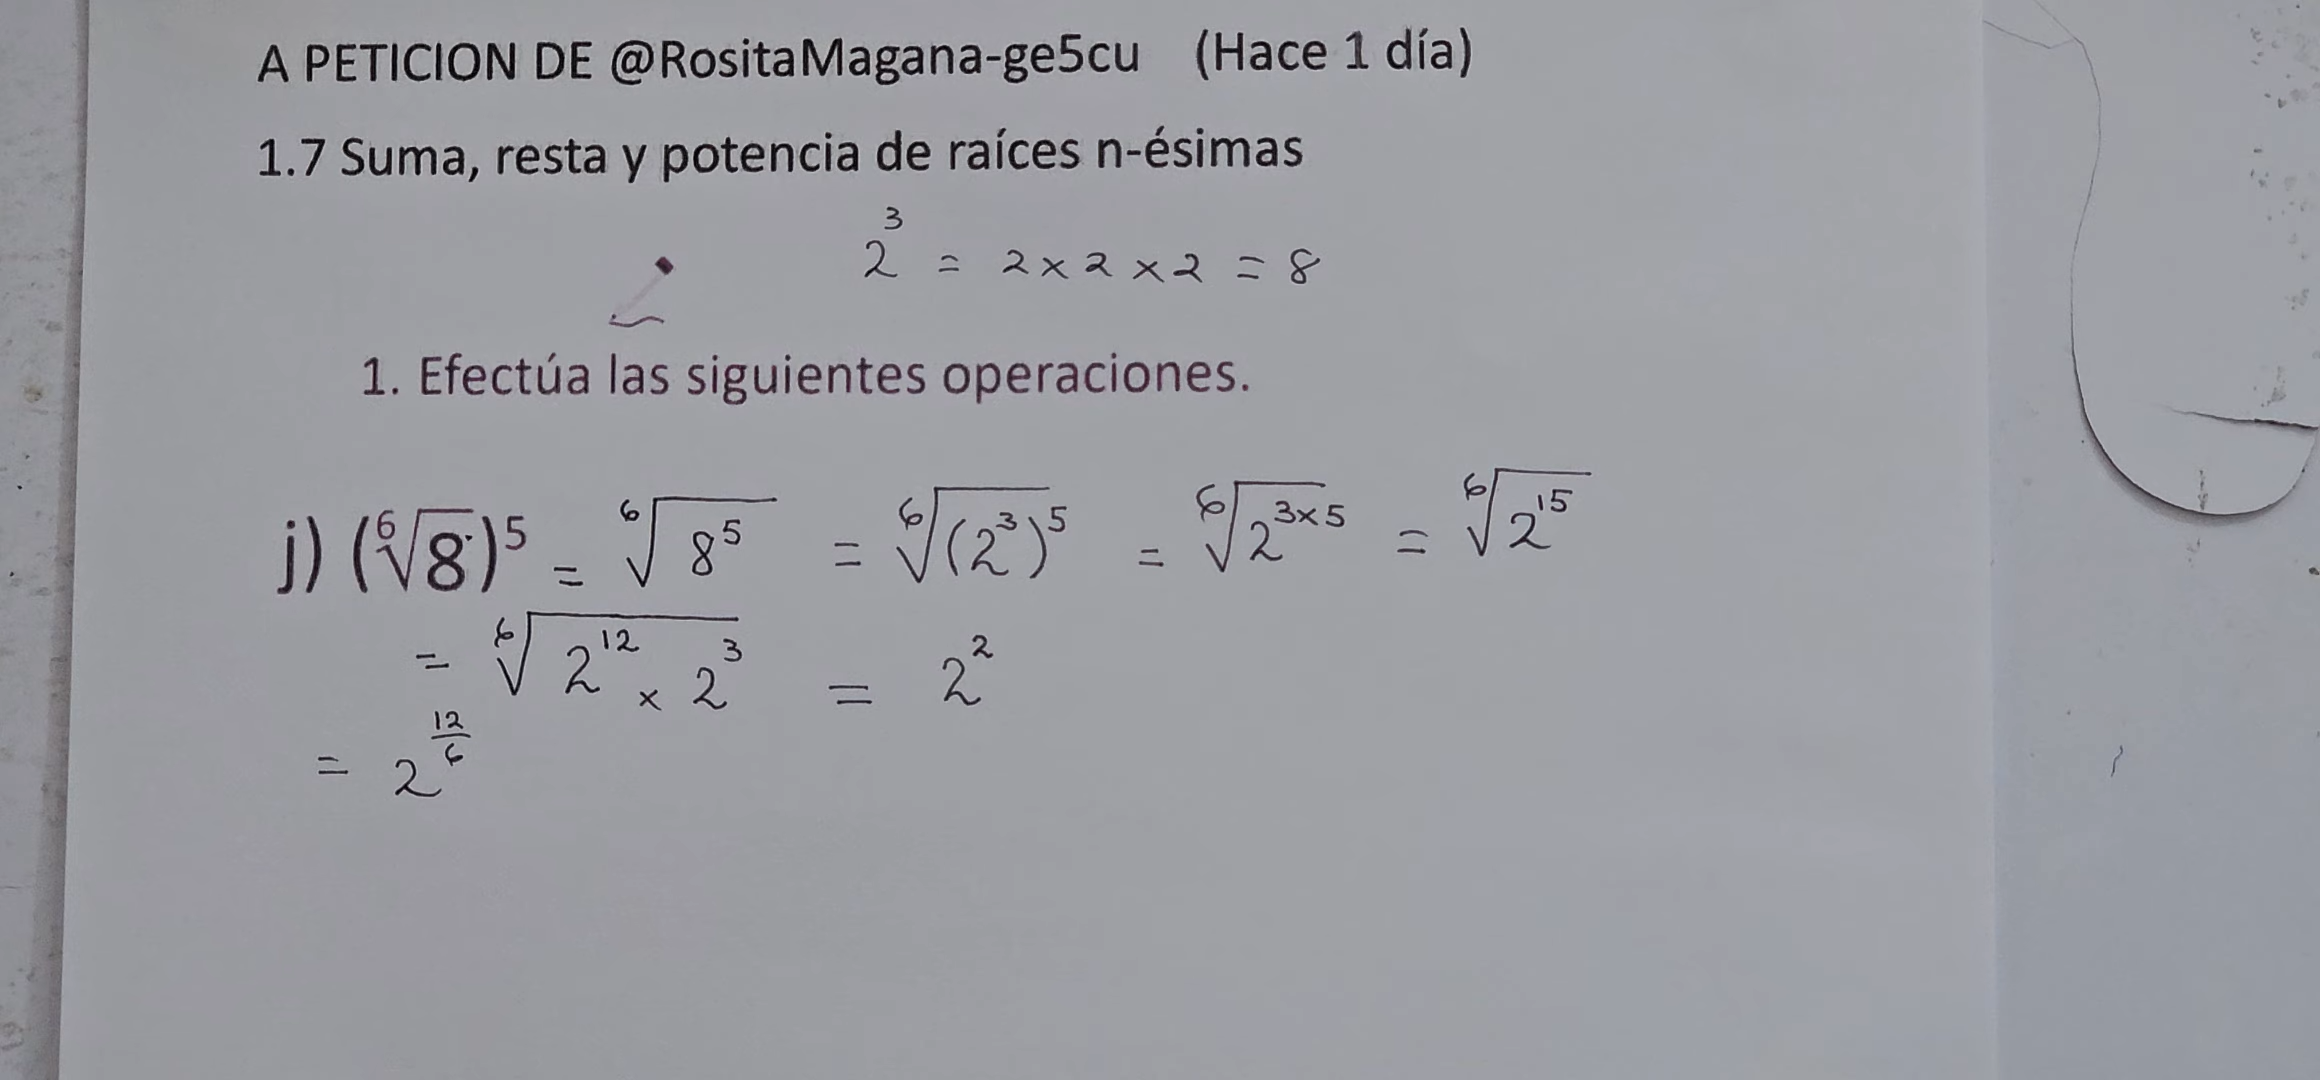 A PETICION DE @RositaMagana-ge5cu (Hace 1 día)
1.7 Suma, resta y potencia de raíces n-ésimas
2³ = 2 × 2 × 2 = 8
1. Efectúa las siguientes operaciones.
j) (⁶√8)⁵ = ⁶√8⁵ = ⁶√(2³)⁵ = ⁶√2³ˣ⁵ = ⁶√2¹⁵
= ⁶√2¹² × 2³ = 2²
= 2^(12/6)